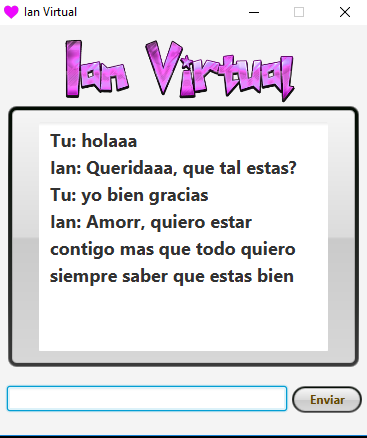 Ian Virtual
Ian Virtual
Tu: holaaa
Ian: Queridaaa, que tal estas?
Tu: yo bien gracias
Ian: Amorr, quiero estar
contigo mas que todo quiero
siempre saber que estas bien
Enviar